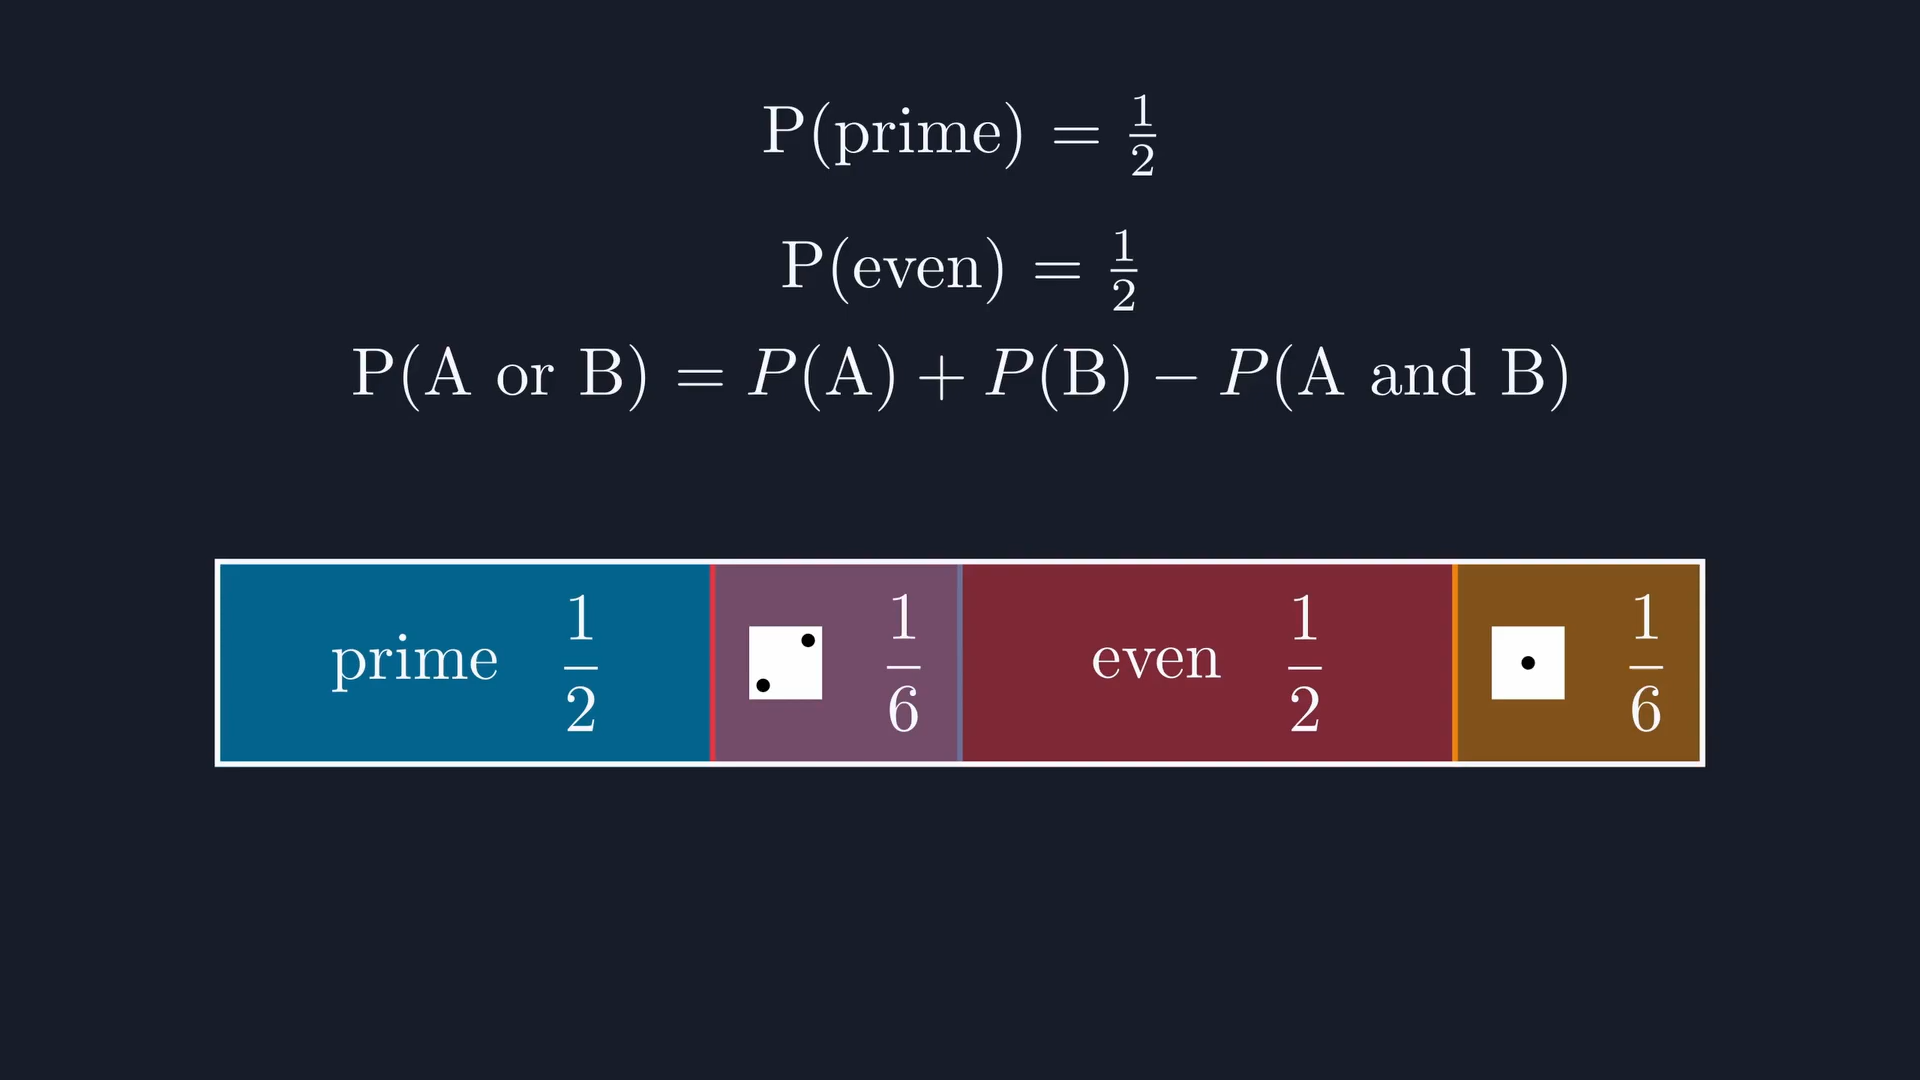 P(prime) = 1/2
P(even) = 1/2
P(A or B) = P(A) + P(B) − P(A and B)
prime 1/2 1/6 even 1/2 1/6